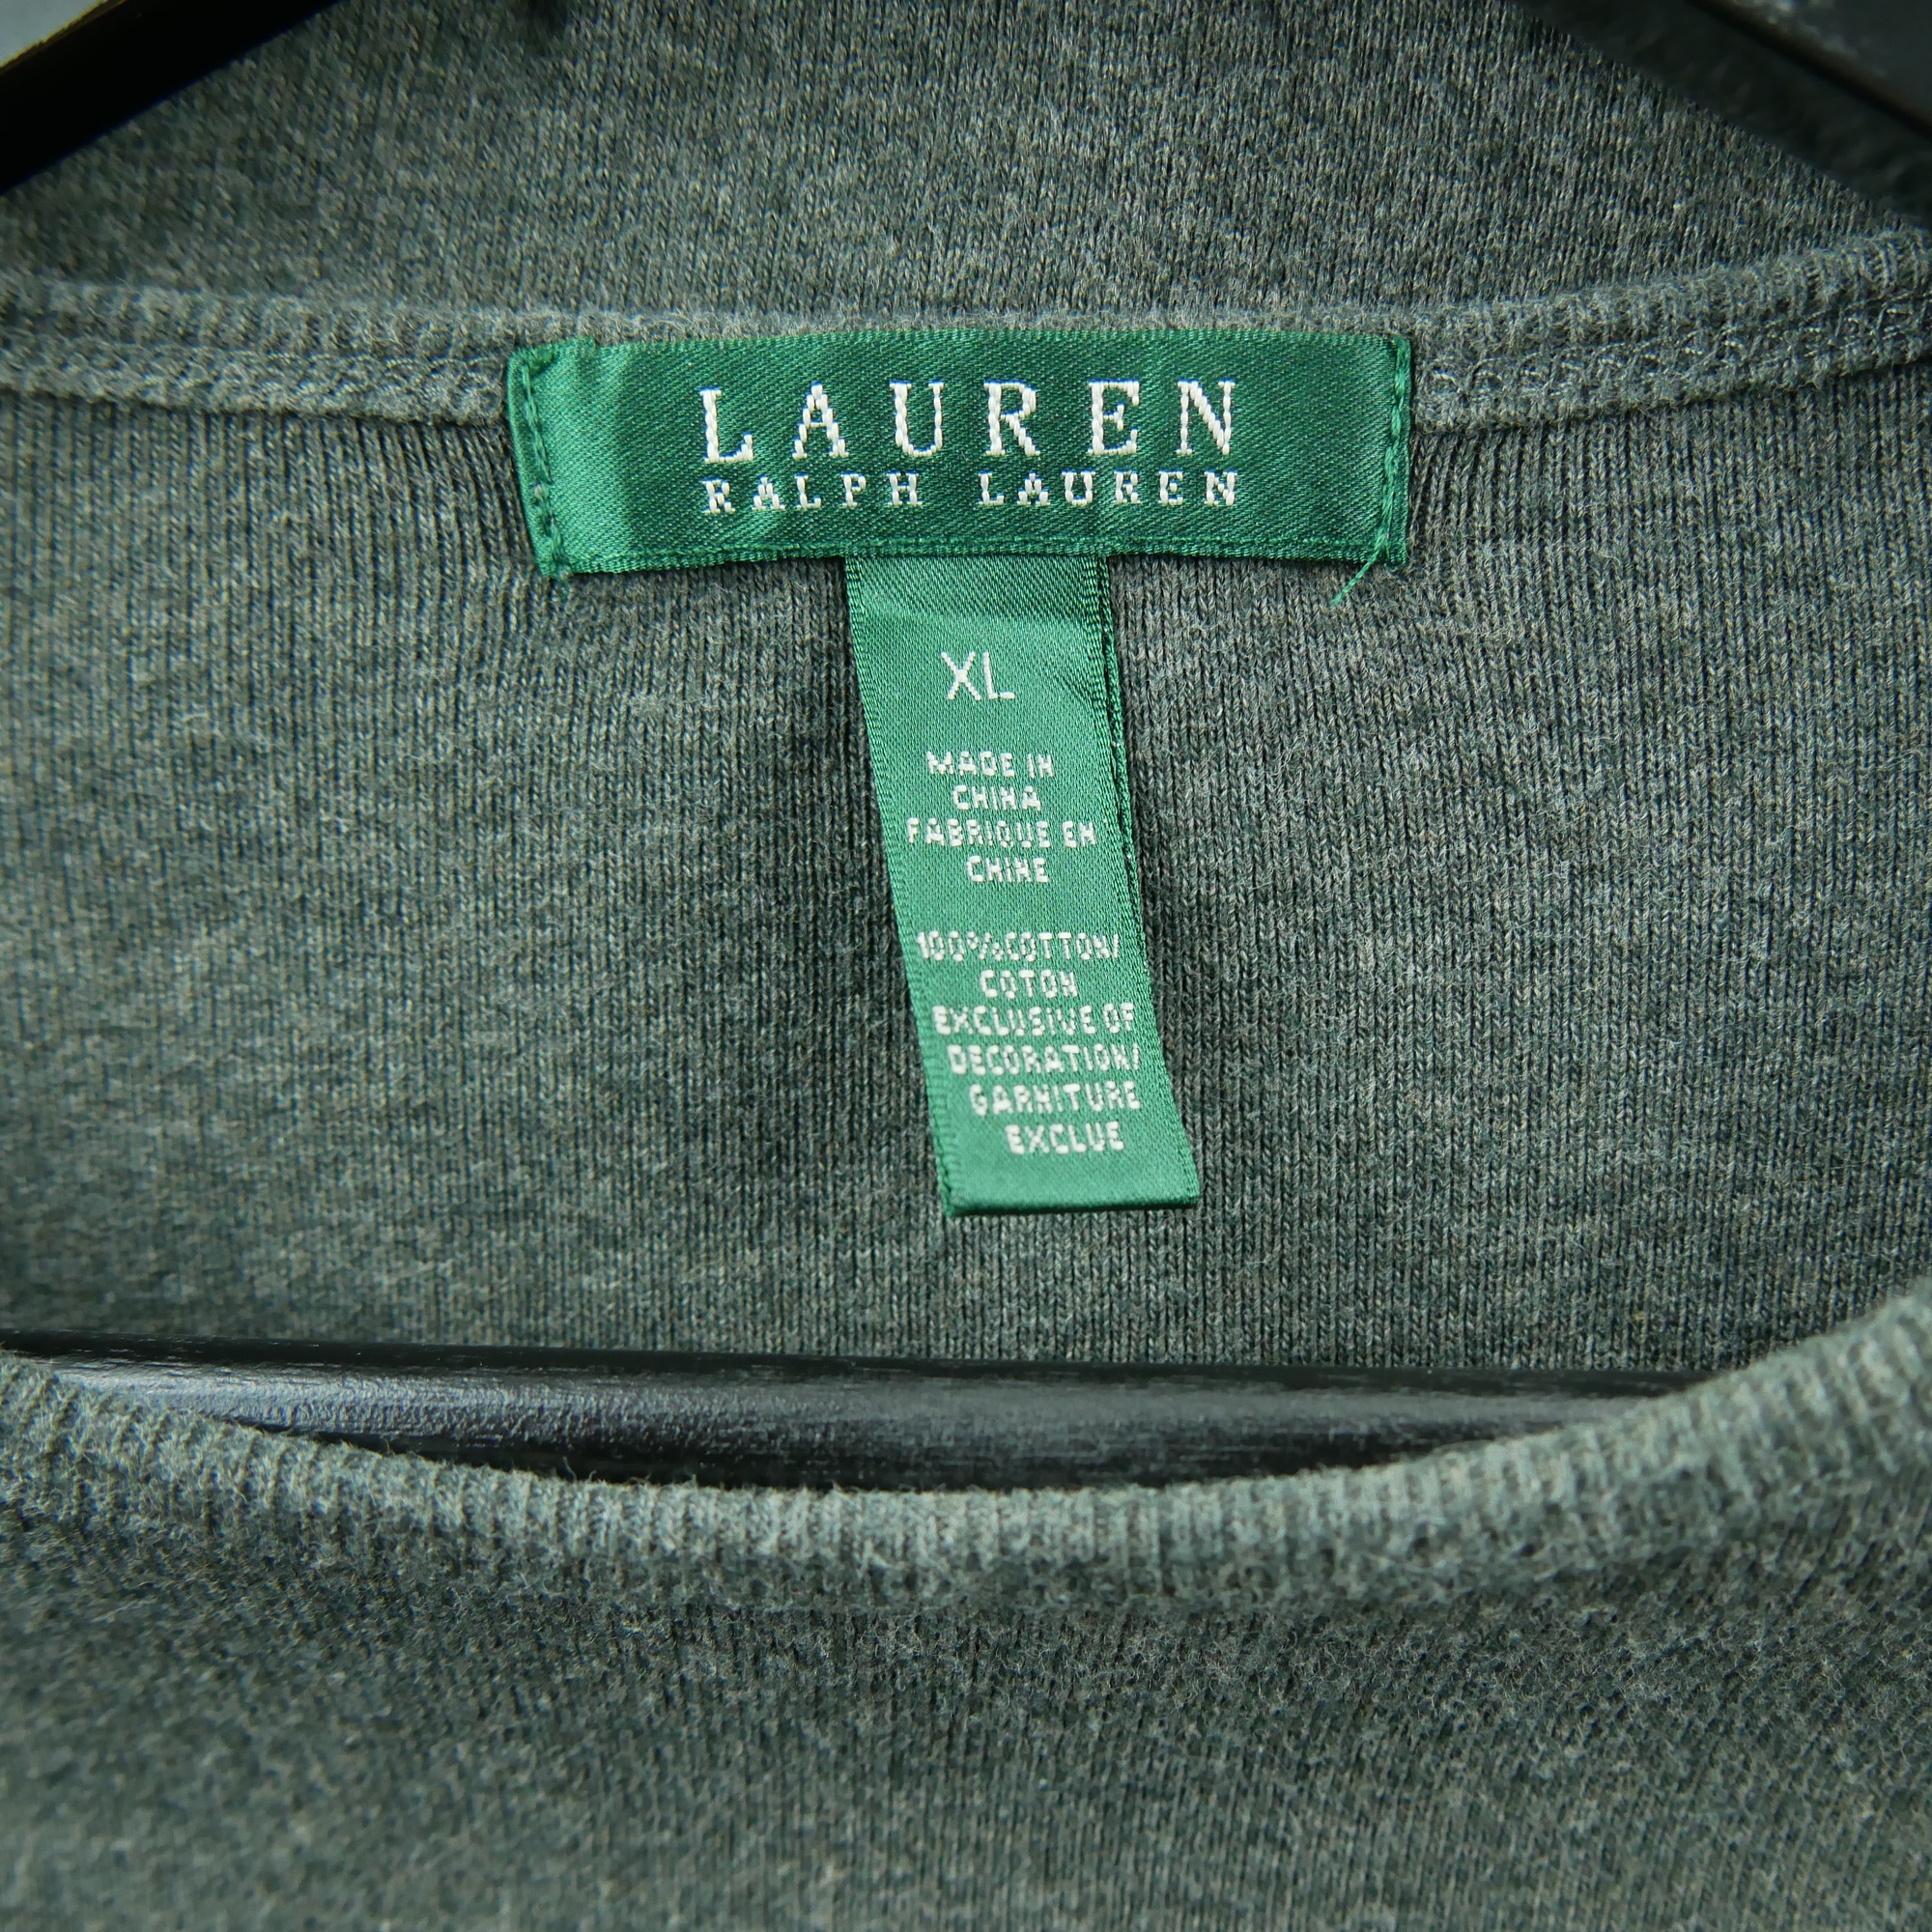 LAUREN
RALPH LAUREN
XL
MADE IN
CHINA
FABRIQUE EN
CHINE
100%COTTON/
COTON
EXCLUSIVE OF
DECORATION/
GARNITURE
EXCLUE